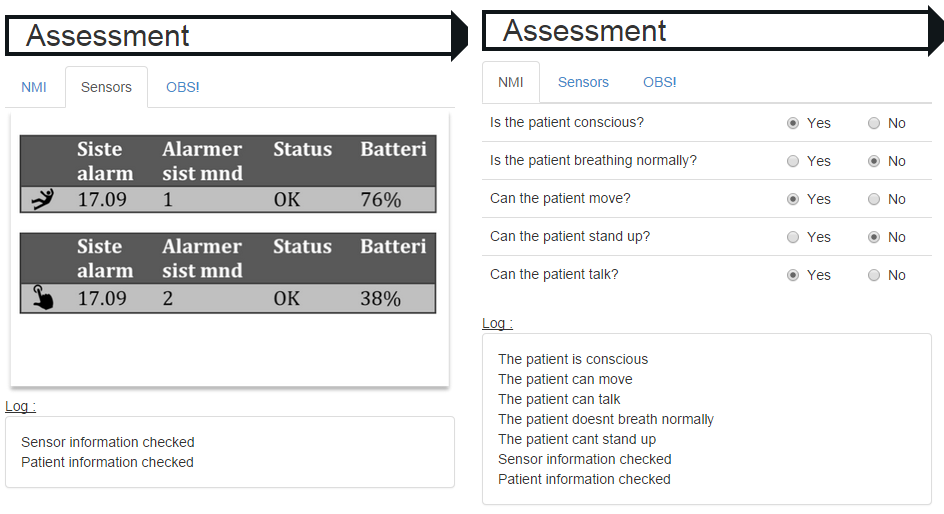 Assessment
NMI Sensors OBS!
Siste Alarmer Status Batteri
alarm sist mnd
17.09 1 OK 76%
Siste Alarmer Status Batteri
alarm sist mnd
17.09 2 OK 38%
Log :
Sensor information checked
Patient information checked
Assessment
NMI Sensors OBS!
Is the patient conscious? Yes No
Is the patient breathing normally? Yes No
Can the patient move? Yes No
Can the patient stand up? Yes No
Can the patient talk? Yes No
Log :
The patient is conscious
The patient can move
The patient can talk
The patient doesnt breath normally
The patient cant stand up
Sensor information checked
Patient information checked